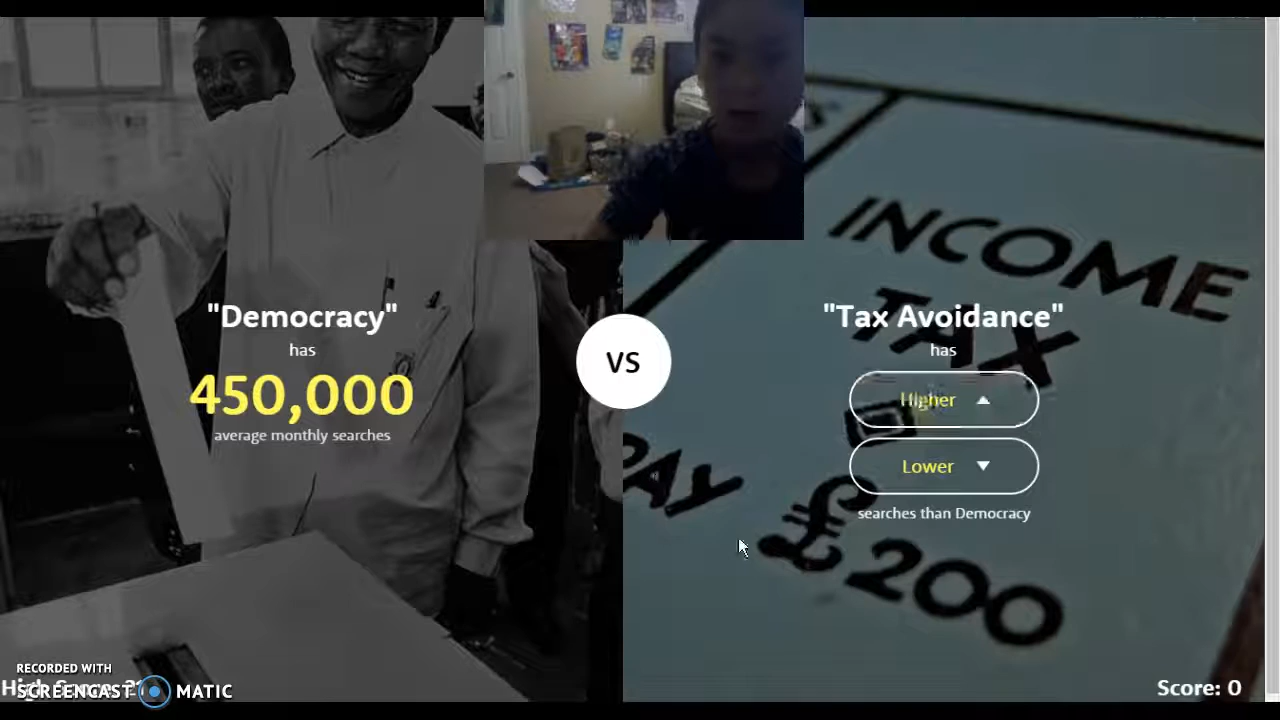 "Democracy"
has
450,000
average monthly searches
VS
INCOME
TAX
"Tax Avoidance"
has
Higher
Lower
searches than Democracy
PAY
£200
RECORDED WITH
SCREENCAST MATIC
Score: 0